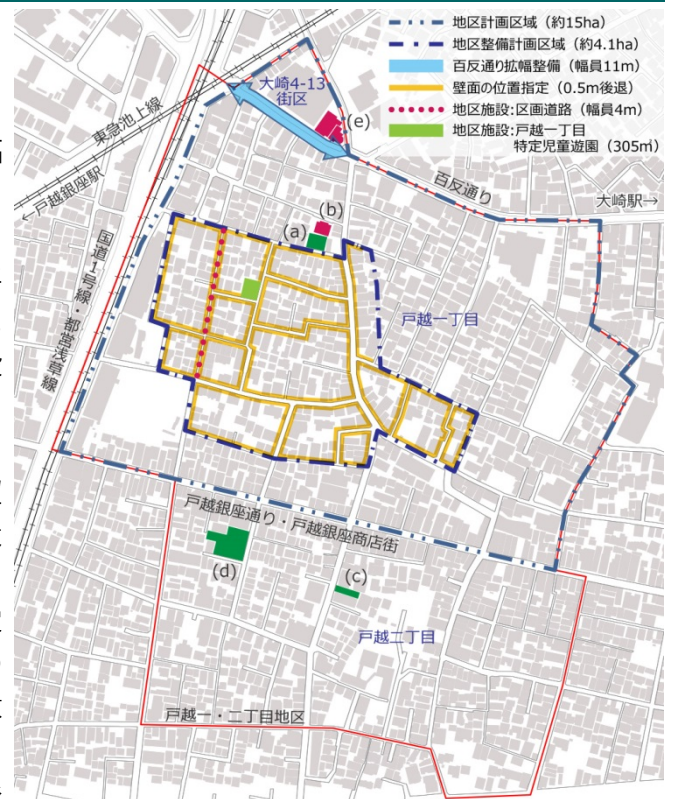 地区計画区域（約15ha）
地区整備計画区域（約4.1ha）
百反通り拡幅整備（幅員11m）
壁面の位置指定（0.5m後退）
地区施設:区画道路（幅員4m）
地区施設:戸越一丁目
特定児童遊園（305㎡）
大崎4-13
街区
(e)
東急池上線
百反通り
大崎駅→
←戸越銀座駅
(b)
(a)
国道1号線・都営浅草線
戸越一丁目
戸越銀座通り・戸越銀座商店街
(d)
(c)
戸越二丁目
戸越一・二丁目地区